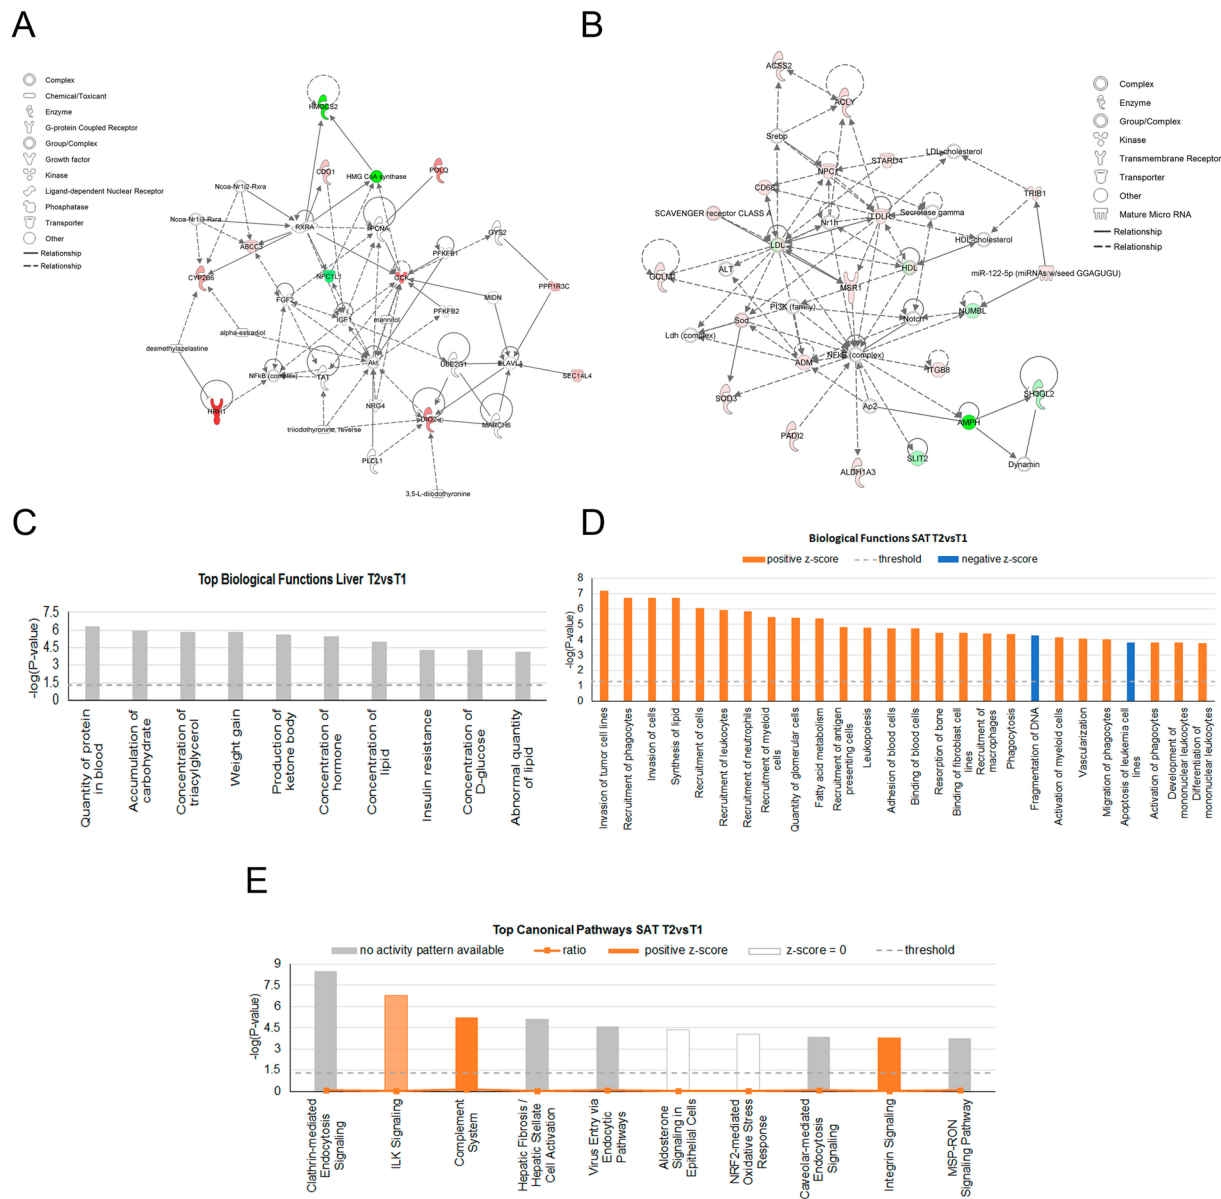 A
Complex
Chemical/Toxicant
Enzyme
G-protein Coupled Receptor
Group/Complex
Growth factor
Kinase
Ligand-dependent Nuclear Receptor
Phosphatase
Transporter
Other
Relationship
Relationship
HMGCS2
CDO1
HMG CoA synthase
POLQ
Ncoa-Nr1i2-Rxra
Ncoa-Nr1i3-Rxra
RXRA
PCNA
GYS2
ABCC3
PFKFB1
CYP2B6
NPC1L1
GCK
PPP1R3C
FGF2
MIDN
IGF1
mannitol
PFKFB2
alpha-estradiol
desmethylazelastine
Akt
UBE2G1
ELAVL1
NFkB (complex)
TAT
SEC14L4
HRH1
NRG4
DIO2
MARCH6
triiodothyronine, reverse
PLCL1
3,5-L-diiodothyronine
B
ACSS2
ACLY
Srebp
LDL-cholesterol
STARD4
NPC1
CD68
TRIB1
SCAVENGER receptor CLASS A
Nr1h
LDLR
Secretase gamma
LDL
HDL-cholesterol
GCLM
ALT
HDL
miR-122-5p (miRNAs w/seed GGAGUGU)
MSR1
PI3K (family)
NUMBL
Sod
Notch
Ldh (complex)
ADM
NFkB (complex)
ITGB8
SOD3
Ap2
SH3GL2
AMPH
PADI2
SLIT2
ALDH1A3
Dynamin
Complex
Enzyme
Group/Complex
Kinase
Transmembrane Receptor
Transporter
Other
Mature Micro RNA
Relationship
Relationship
C
Top Biological Functions Liver T2vsT1
-log(P-value)
7.5
6
4.5
3
1.5
0
Quantity of protein
in blood
Accumulation of
carbohydrate
Concentration of
triacylglycerol
Weight gain
Production of
ketone body
Concentration of
hormone
Concentration of
lipid
Insulin resistance
Concentration of
D-glucose
Abnormal quantity
of lipid
D
Biological Functions SAT T2vsT1
positive z-score
threshold
negative z-score
-log(P-value)
8
7
6
5
4
3
2
1
0
Invasion of tumor cell lines
Recruitment of phagocytes
Invasion of cells
Synthesis of lipid
Recruitment of cells
Recruitment of leukocytes
Recruitment of neutrophils
Recruitment of myeloid
cells
Quantity of glomerular cells
Fatty acid metabolism
Recruitment of antigen
presenting cells
Leukopoiesis
Adhesion of blood cells
Binding of blood cells
Resorption of bone
Binding of fibroblast cell
lines
Recruitment of
macrophages
Phagocytosis
Fragmentation of DNA
Activation of myeloid cells
Vascularization
Migration of phagocytes
Apoptosis of leukemia cell
lines
Activation of phagocytes
Development of
mononuclear leukocytes
Differentiation of
mononuclear leukocytes
E
Top Canonical Pathways SAT T2vsT1
no activity pattern available
ratio
positive z-score
z-score = 0
threshold
-log(P-value)
9
7.5
6
4.5
3
1.5
0
Clathrin-mediated
Endocytosis
Signaling
ILK Signaling
Complement
System
Hepatic Fibrosis /
Hepatic Stellate
Cell Activation
Virus Entry via
Endocytic
Pathways
Aldosterone
Signaling in
Epithelial Cells
NRF2-mediated
Oxidative Stress
Response
Caveolar-mediated
Endocytosis
Signaling
Integrin Signaling
MSP-RON
Signaling Pathway